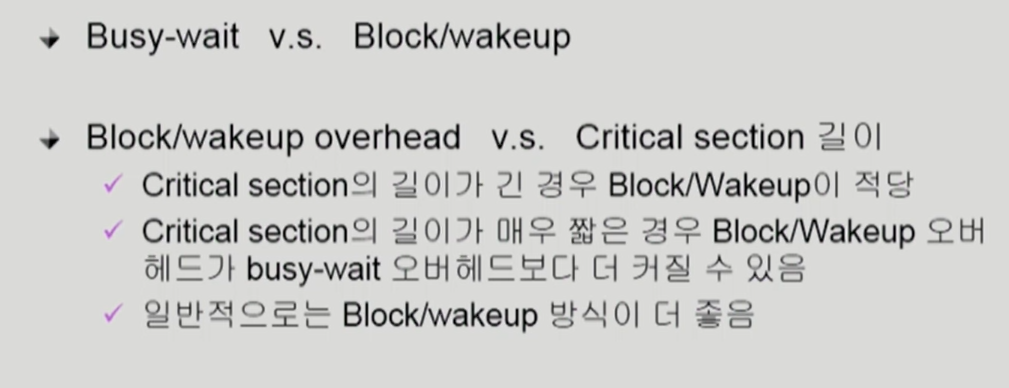 Busy-wait v.s. Block/wakeup
Block/wakeup overhead v.s. Critical section 길이
Critical section의 길이가 긴 경우 Block/Wakeup이 적당
Critical section의 길이가 매우 짧은 경우 Block/Wakeup 오버
헤드가 busy-wait 오버헤드보다 더 커질 수 있음
일반적으로는 Block/wakeup 방식이 더 좋음